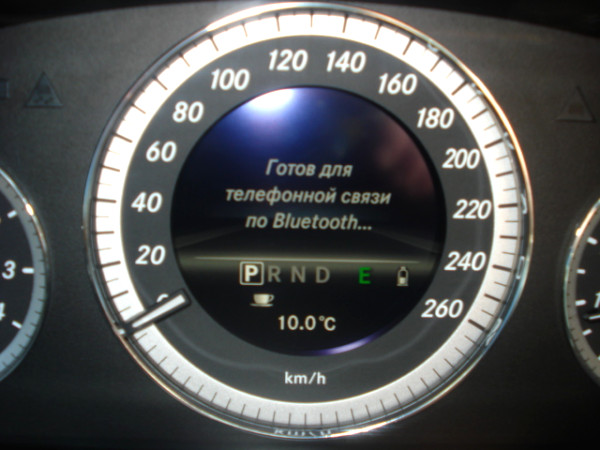 120 140
100 160
80 180
60 200
40 220
20 240
260
Готов для
телефонной связи
по Bluetooth...
P R N D E
10.0°C
km/h
3
4